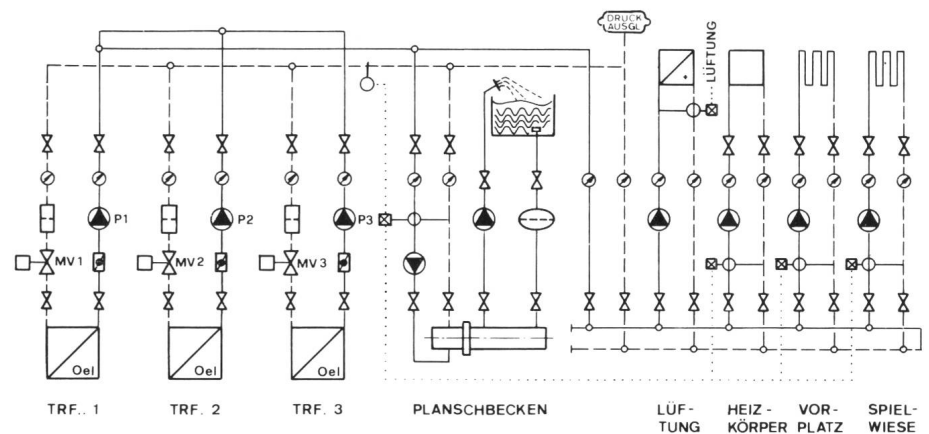 DRUCK
AUSGL
LÜFTUNG
P1
P2
P3
MV1
MV2
MV3
Oel
Oel
Oel
TRF.. 1
TRF. 2
TRF. 3
PLANSCHBECKEN
LÜF-
TUNG
HEIZ-
KÖRPER
VOR-
PLATZ
SPIEL-
WIESE